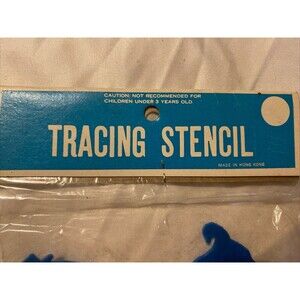 CAUTION: NOT RECOMMENDED FOR
CHILDREN UNDER 3 YEARS OLD.
TRACING STENCIL
MADE IN HONG KONG